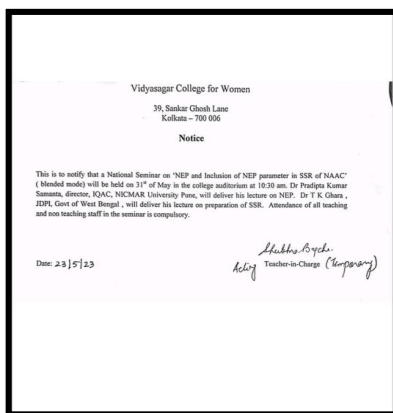 Vidyasagar College for Women
39, Sankar Ghosh Lane
Kolkata – 700 006
Notice
This is to notify that a National Seminar on 'NEP and Inclusion of NEP parameter in SSR of NAAC'
( blended mode) will be held on 31st of May in the college auditorium at 10:30 am. Dr Pradipta Kumar
Samanta, director, IQAC, NICMAR University Pune, will deliver his lecture on NEP. Dr T K Ghara ,
JDPI, Govt of West Bengal , will deliver his lecture on preparation of SSR. Attendance of all teaching
and non teaching staff in the seminar is compulsory.
Shubhra
Date: 23/5/23
Acting Teacher-in-Charge (Temporary)